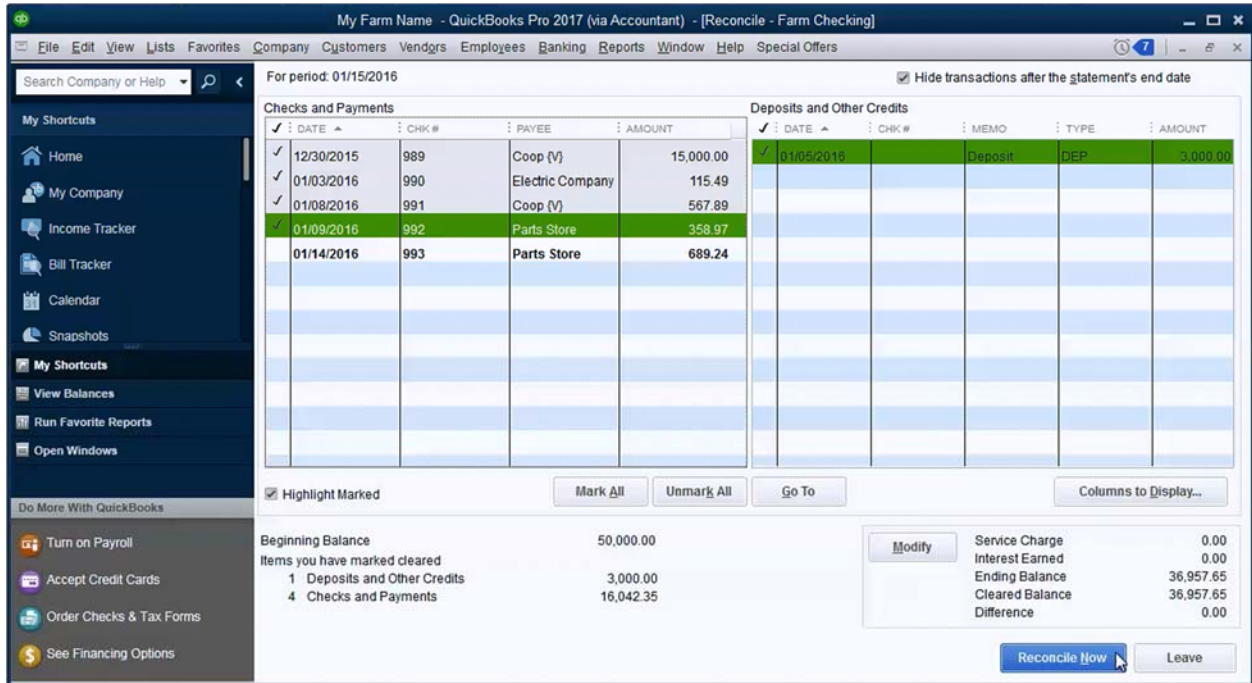 qb My Farm Name - QuickBooks Pro 2017 (via Accountant) - [Reconcile - Farm Checking]
File Edit View Lists Favorites Company Customers Vendors Employees Banking Reports Window Help Special Offers 7
Search Company or Help
For period: 01/15/2016
Hide transactions after the statement's end date
My Shortcuts
Home
My Company
Income Tracker
Bill Tracker
Calendar
Snapshots
My Shortcuts
View Balances
Run Favorite Reports
Open Windows
Do More With QuickBooks
Turn on Payroll
Accept Credit Cards
Order Checks & Tax Forms
See Financing Options
Checks and Payments
✓ DATE CHK # PAYEE AMOUNT
✓ 12/30/2015 989 Coop {V} 15,000.00
✓ 01/03/2016 990 Electric Company 115.49
✓ 01/08/2016 991 Coop {V} 567.89
✓ 01/09/2016 992 Parts Store 358.97
01/14/2016 993 Parts Store 689.24
Deposits and Other Credits
✓ DATE CHK # MEMO TYPE AMOUNT
✓ 01/05/2016 Deposit DEP 3,000.00
Highlight Marked
Mark All Unmark All Go To Columns to Display...
Beginning Balance 50,000.00
Items you have marked cleared
1 Deposits and Other Credits 3,000.00
4 Checks and Payments 16,042.35
Modify
Service Charge 0.00
Interest Earned 0.00
Ending Balance 36,957.65
Cleared Balance 36,957.65
Difference 0.00
Reconcile Now Leave